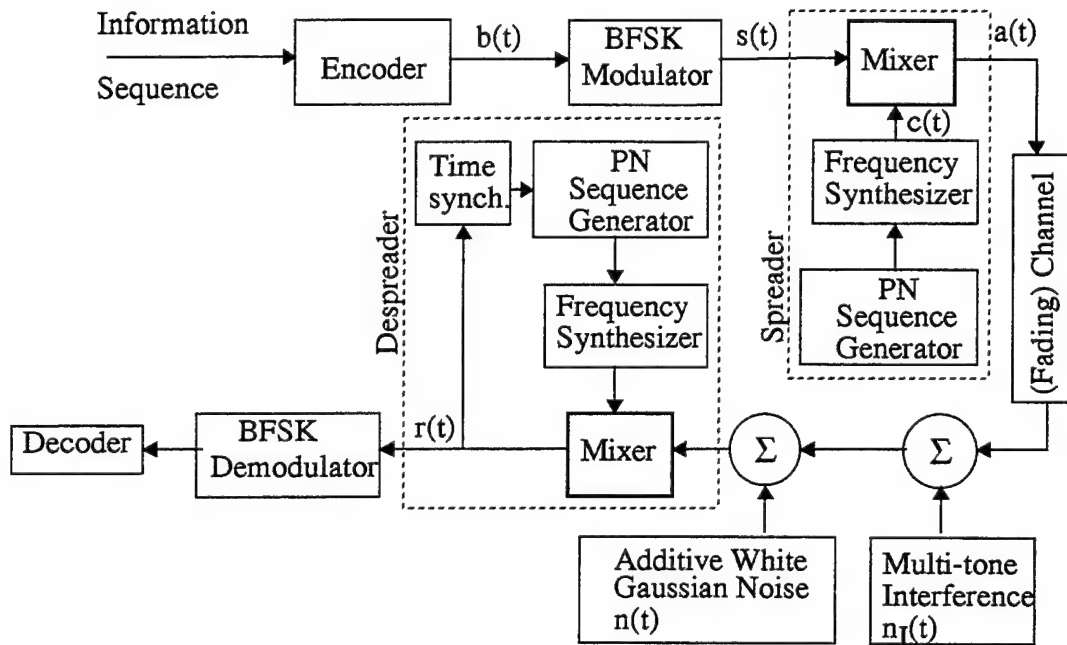 Information
Sequence
Encoder
b(t)
BFSK
Modulator
s(t)
Mixer
a(t)
c(t)
Frequency
Synthesizer
PN
Sequence
Generator
Spreader
(Fading) Channel
Time
synch.
PN
Sequence
Generator
Frequency
Synthesizer
Despreader
Decoder
BFSK
Demodulator
r(t)
Mixer
Σ
Σ
Additive White
Gaussian Noise
n(t)
Multi-tone
Interference
nI(t)